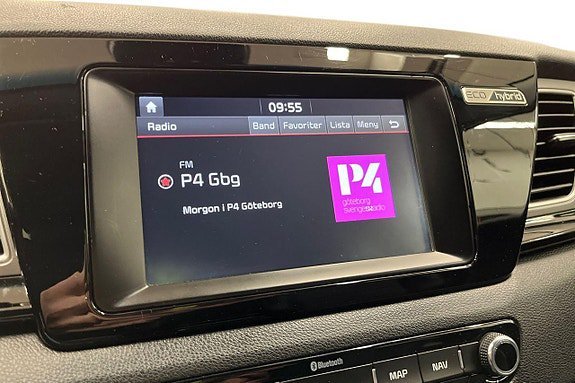 09:55
Radio Band Favoriter Lista Meny
FM
P4 Gbg
Morgon i P4 Göteborg
P4
göteborg
sverigesradio
ECO hybrid
Bluetooth
MAP NAV